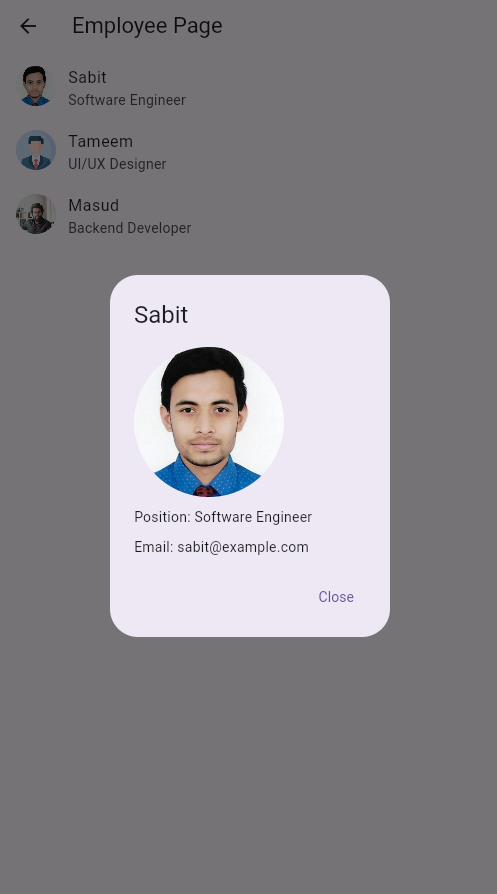 Employee Page
Sabit
Software Engineer
Tameem
UI/UX Designer
Masud
Backend Developer
Sabit
Position: Software Engineer
Email: sabit@example.com
Close